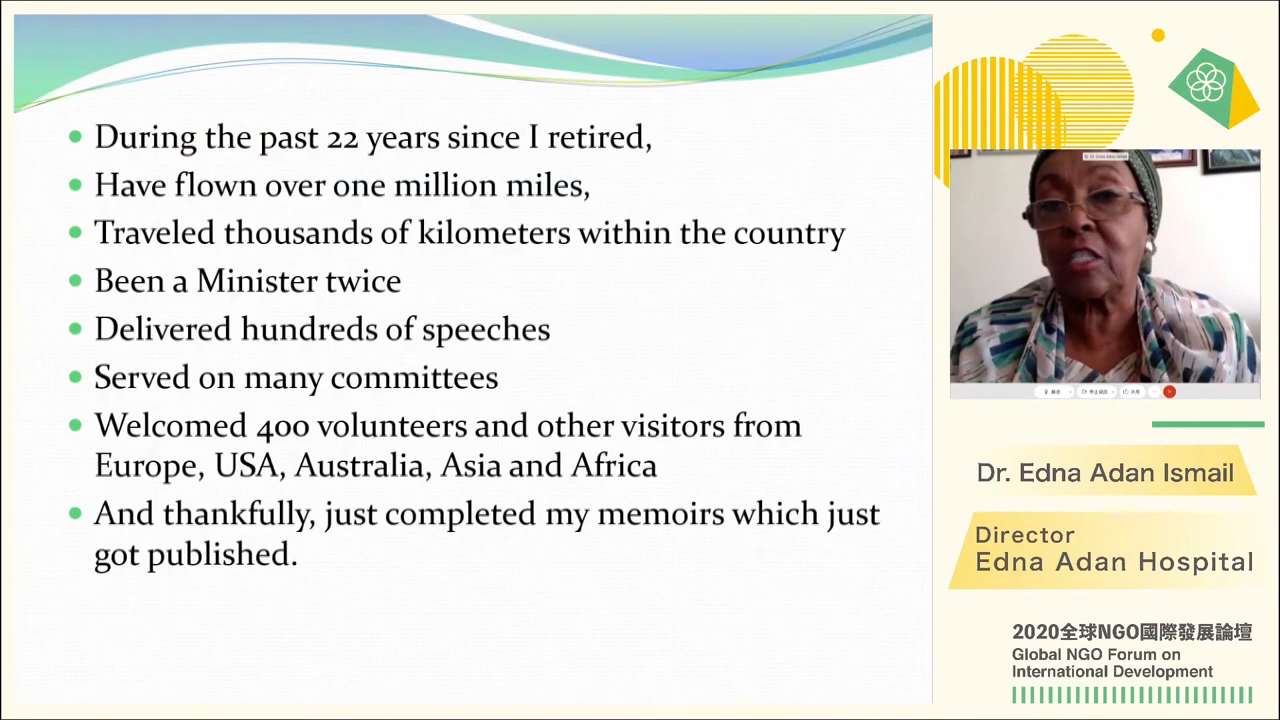 During the past 22 years since I retired,
Have flown over one million miles,
Traveled thousands of kilometers within the country
Been a Minister twice
Delivered hundreds of speeches
Served on many committees
Welcomed 400 volunteers and other visitors from
Europe, USA, Australia, Asia and Africa
And thankfully, just completed my memoirs which just
got published.
Dr. Edna Adan Ismail
Director
Edna Adan Hospital
2020全球NGO國際發展論壇
Global NGO Forum on
International Development